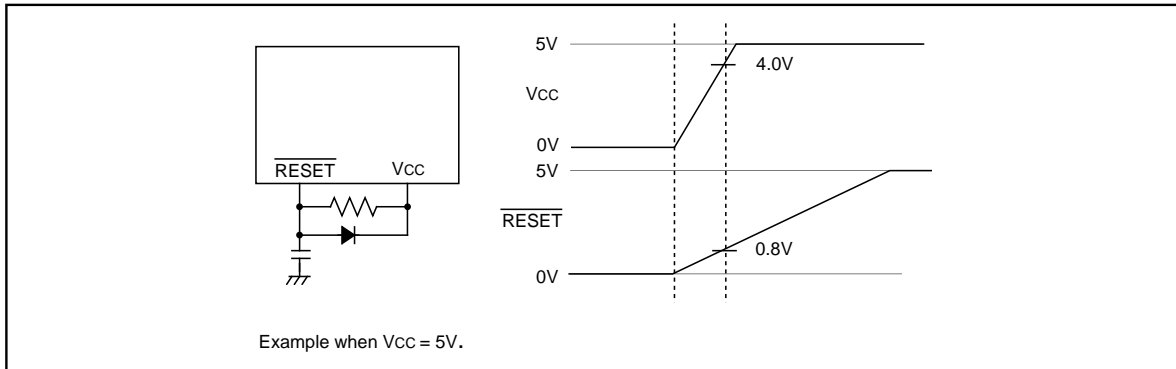 RESET VCC
5V
4.0V
VCC
0V
5V
RESET
0.8V
0V
Example when VCC = 5V.